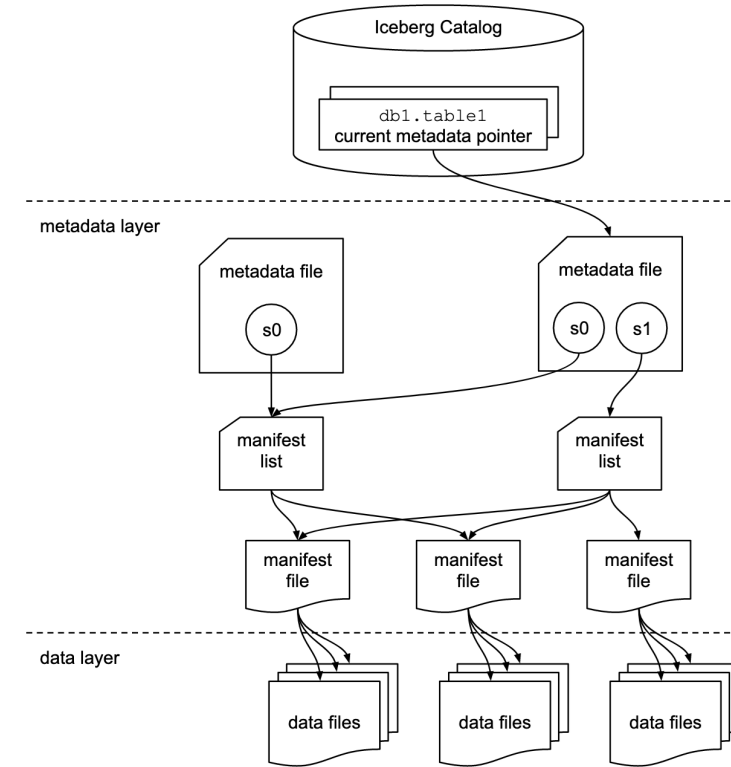 Iceberg Catalog
db1.table1
current metadata pointer
metadata layer
metadata file
s0
metadata file
s0
s1
manifest
list
manifest
list
manifest
file
manifest
file
manifest
file
data layer
data files
data files
data files